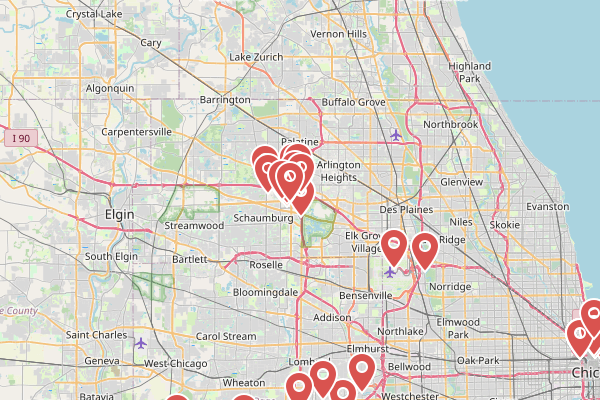 Crystal Lake
Vernon Hills
Cary
Lake Zurich
Highland
Park
Algonquin
Barrington
Buffalo Grove
Northbrook
Carpentersville
I 90
Palatine
Arlington
Heights
Glenview
Elgin
Schaumburg
Des Plaines
Evanston
Streamwood
Niles
Skokie
Elk Gro
Village
Ridge
South Elgin
Bartlett
Roselle
Norridge
Bloomingdale
Bensenville
e County
Addison
Elmwood
Park
Saint Charles
Carol Stream
Northlake
Geneva
West Chicago
Elmhurst
Oak Park
Chic
Lomb
Bellwood
Wheaton
Batavia
Westchester